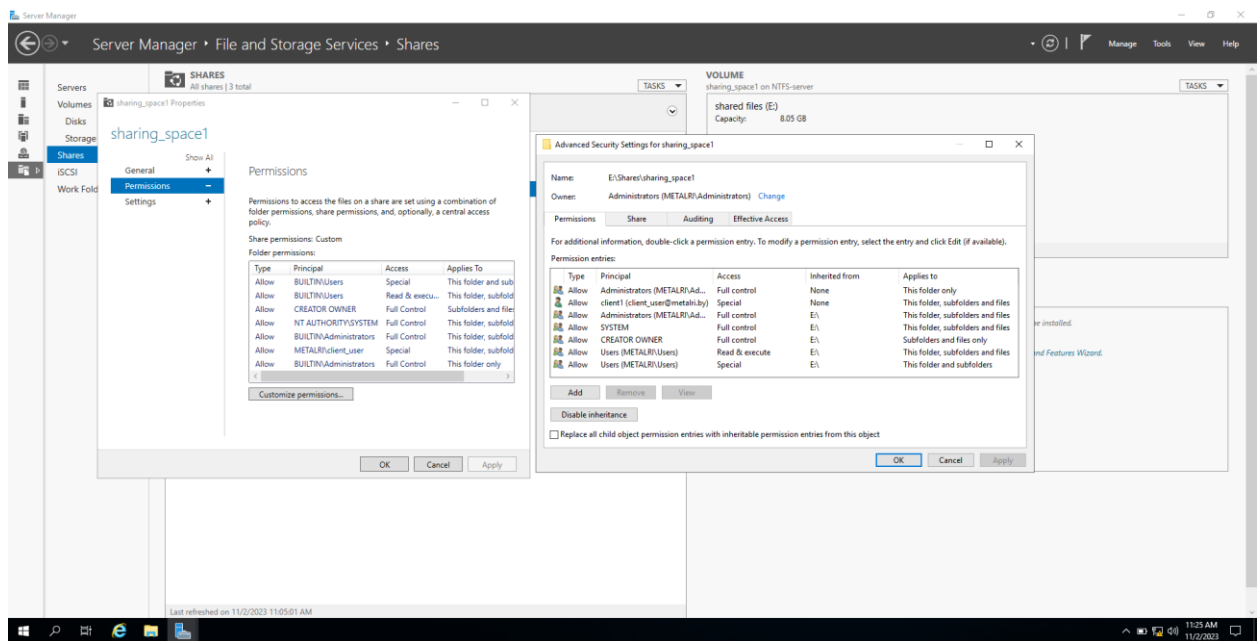 Server Manager
Server Manager • File and Storage Services • Shares
Manage Tools View Help
Servers
Volumes
Disks
Storage
Shares
iSCSI
Work Fold
SHARES
All shares | 3 total
TASKS
VOLUME
sharing_space1 on NTFS-server
TASKS
shared files (E:)
Capacity: 8.05 GB
sharing_space1 Properties
sharing_space1
Show All
General +
Permissions −
Settings +
Permissions
Permissions to access the files on a share are set using a combination of
folder permissions, share permissions, and, optionally, a central access
policy.
Share permissions: Custom
Folder permissions:
Type Principal Access Applies To
Allow BUILTIN\Users Special This folder and sub
Allow BUILTIN\Users Read & execu... This folder, subfold
Allow CREATOR OWNER Full Control Subfolders and files
Allow NT AUTHORITY\SYSTEM Full Control This folder, subfold
Allow BUILTIN\Administrators Full Control This folder, subfold
Allow METALRI\client_user Special This folder, subfold
Allow BUILTIN\Administrators Full Control This folder only
Customize permissions...
OK Cancel Apply
Advanced Security Settings for sharing_space1
Name: E:\Shares\sharing_space1
Owner: Administrators (METALRI\Administrators) Change
Permissions Share Auditing Effective Access
For additional information, double-click a permission entry. To modify a permission entry, select the entry and click Edit (if available).
Permission entries:
Type Principal Access Inherited from Applies to
Allow Administrators (METALRI\Ad... Full control None This folder only
Allow client1 (client_user@metalri.by) Special None This folder, subfolders and files
Allow Administrators (METALRI\Ad... Full control E:\ This folder, subfolders and files
Allow SYSTEM Full control E:\ This folder, subfolders and files
Allow CREATOR OWNER Full control E:\ Subfolders and files only
Allow Users (METALRI\Users) Read & execute E:\ This folder, subfolders and files
Allow Users (METALRI\Users) Special E:\ This folder and subfolders
Add Remove View
Disable inheritance
Replace all child object permission entries with inheritable permission entries from this object
OK Cancel Apply
be installed.
and Features Wizard.
Last refreshed on 11/2/2023 11:05:01 AM
11:25 AM
11/2/2023